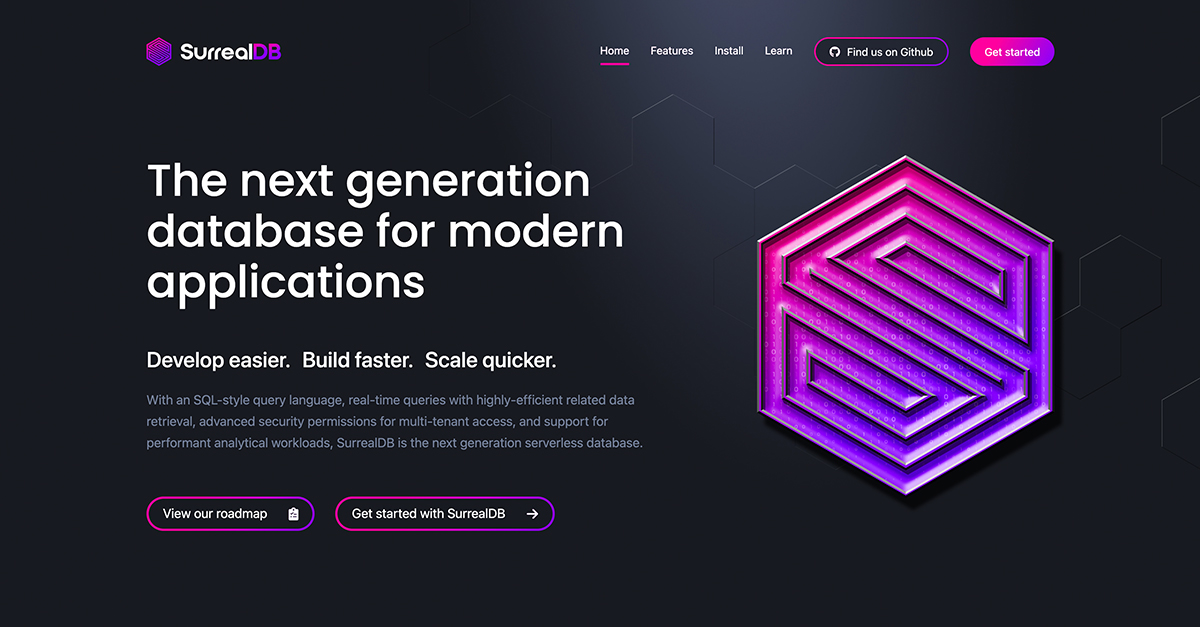 SurrealDB
Home
Features
Install
Learn
Find us on Github
Get started
The next generation
database for modern
applications
Develop easier. Build faster. Scale quicker.
With an SQL-style query language, real-time queries with highly-efficient related data
retrieval, advanced security permissions for multi-tenant access, and support for
performant analytical workloads, SurrealDB is the next generation serverless database.
View our roadmap
Get started with SurrealDB